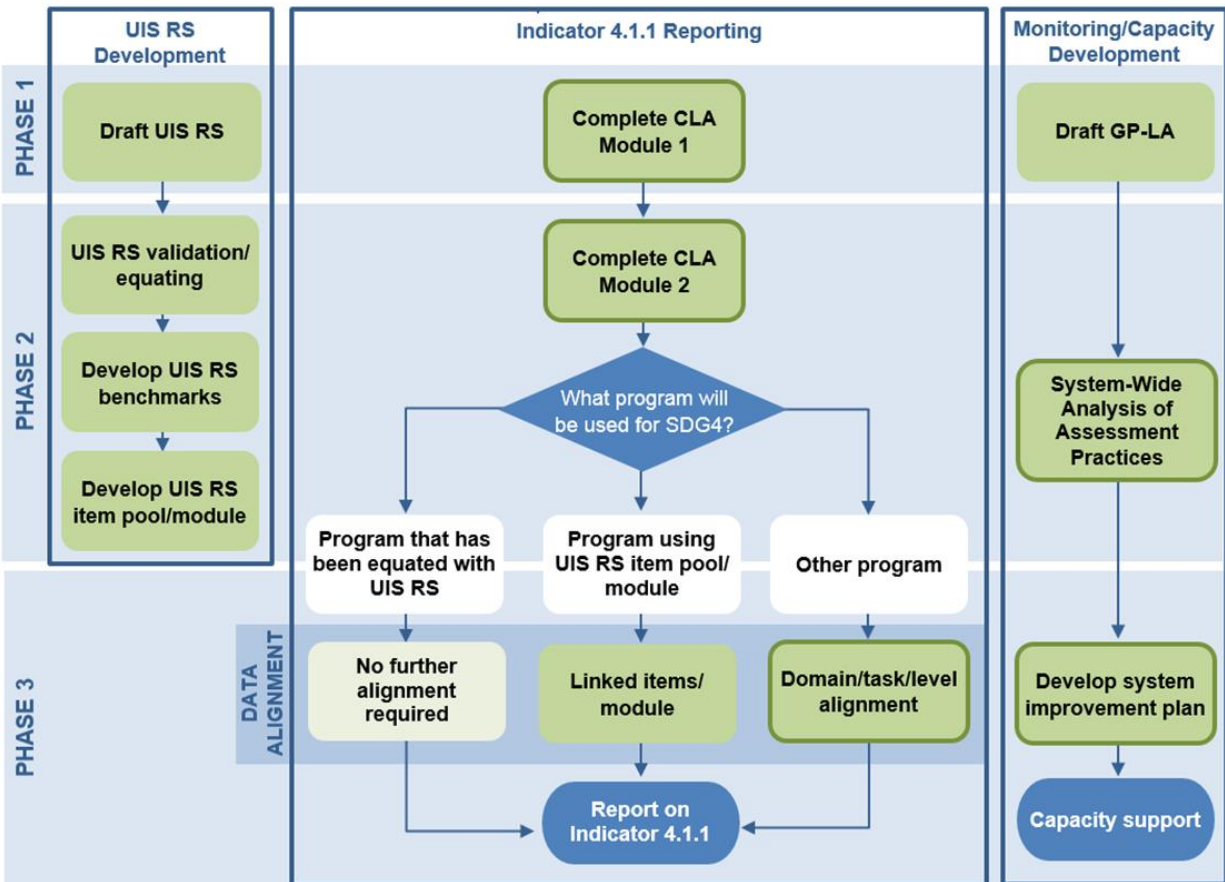 UIS RS
Development
Indicator 4.1.1 Reporting
Monitoring/Capacity
Development
PHASE 1
Draft UIS RS
Complete CLA
Module 1
Draft GP-LA
PHASE 2
UIS RS validation/
equating
Develop UIS RS
benchmarks
Develop UIS RS
item pool/module
Complete CLA
Module 2
What program will
be used for SDG4?
System-Wide
Analysis of
Assessment
Practices
Program that has
been equated with
UIS RS
Program using
UIS RS item pool/
module
Other program
PHASE 3
DATA
ALIGNMENT
No further
alignment
required
Linked items/
module
Domain/task/level
alignment
Develop system
improvement plan
Report on
Indicator 4.1.1
Capacity support